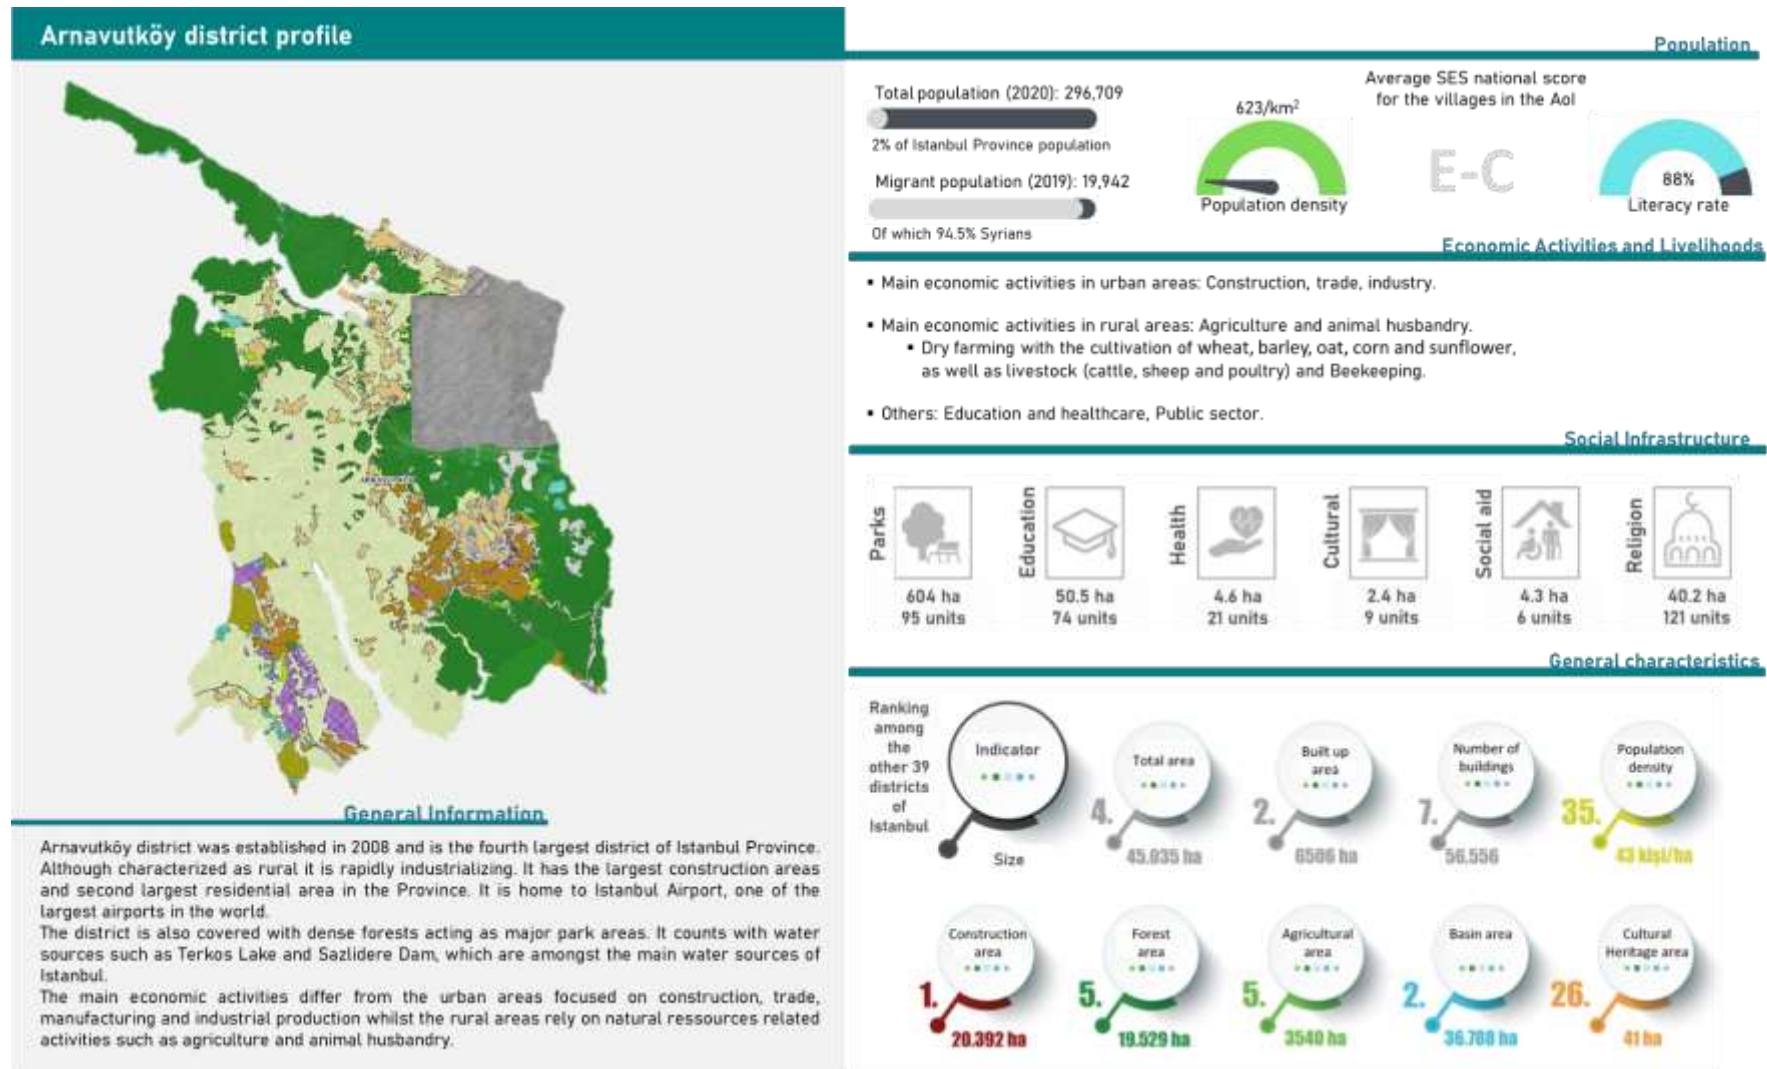 Arnavutköy district profile
General Information
Arnavutköy district was established in 2008 and is the fourth largest district of Istanbul Province.
Although characterized as rural it is rapidly industrializing. It has the largest construction areas
and second largest residential area in the Province. It is home to Istanbul Airport, one of the
largest airports in the world.
The district is also covered with dense forests acting as major park areas. It counts with water
sources such as Terkos Lake and Sazlidere Dam, which are amongst the main water sources of
Istanbul.
The main economic activities differ from the urban areas focused on construction, trade,
manufacturing and industrial production whilst the rural areas rely on natural ressources related
activities such as agriculture and animal husbandry.
Population
Total population (2020): 296,709
2% of Istanbul Province population
Migrant population (2019): 19,942
Of which 94.5% Syrians
623/km²
Population density
Average SES national score
for the villages in the AoI
E-C
88%
Literacy rate
Economic Activities and Livelihoods
▪ Main economic activities in urban areas: Construction, trade, industry.
▪ Main economic activities in rural areas: Agriculture and animal husbandry.
▪ Dry farming with the cultivation of wheat, barley, oat, corn and sunflower,
as well as livestock (cattle, sheep and poultry) and Beekeeping.
▪ Others: Education and healthcare, Public sector.
Social Infrastructure
Parks
604 ha
95 units
Education
50.5 ha
74 units
Health
4.6 ha
21 units
Cultural
2.4 ha
9 units
Social aid
4.3 ha
6 units
Religion
40.2 ha
121 units
General characteristics
Ranking
among
the
other 39
districts
of
Istanbul
Indicator
Size
Total area
4.
45.035 ha
Built up
area
2.
6506 ha
Number of
buildings
7.
56.556
Population
density
35.
43 kişi/ha
Construction
area
1.
20.392 ha
Forest
area
5.
19.529 ha
Agricultural
area
5.
3540 ha
Basin area
2.
36.788 ha
Cultural
Heritage area
26.
41 ha